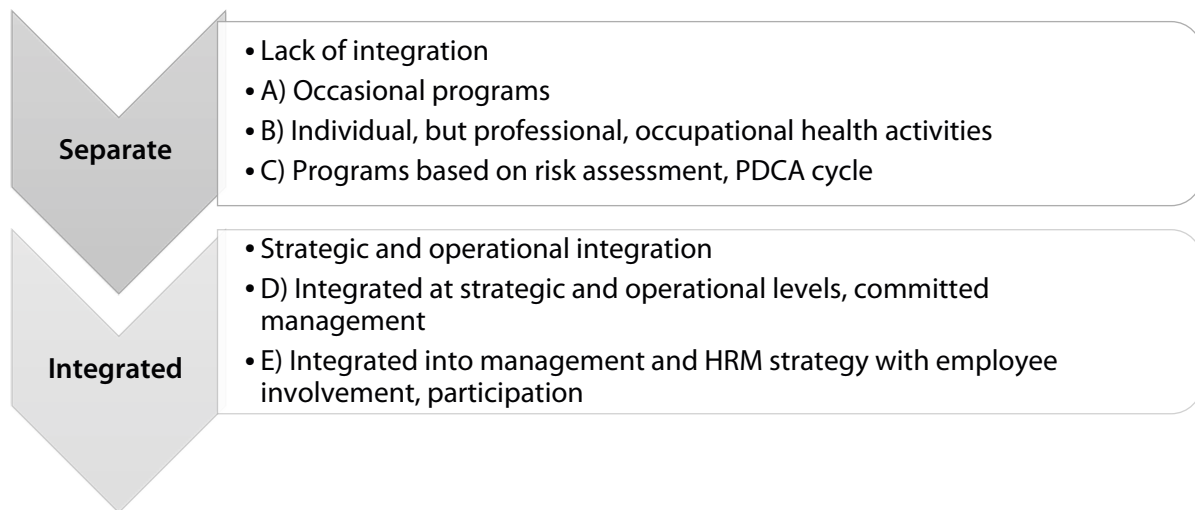 Separate
• Lack of integration
• A) Occasional programs
• B) Individual, but professional, occupational health activities
• C) Programs based on risk assessment, PDCA cycle
Integrated
• Strategic and operational integration
• D) Integrated at strategic and operational levels, committed
management
• E) Integrated into management and HRM strategy with employee
involvement, participation